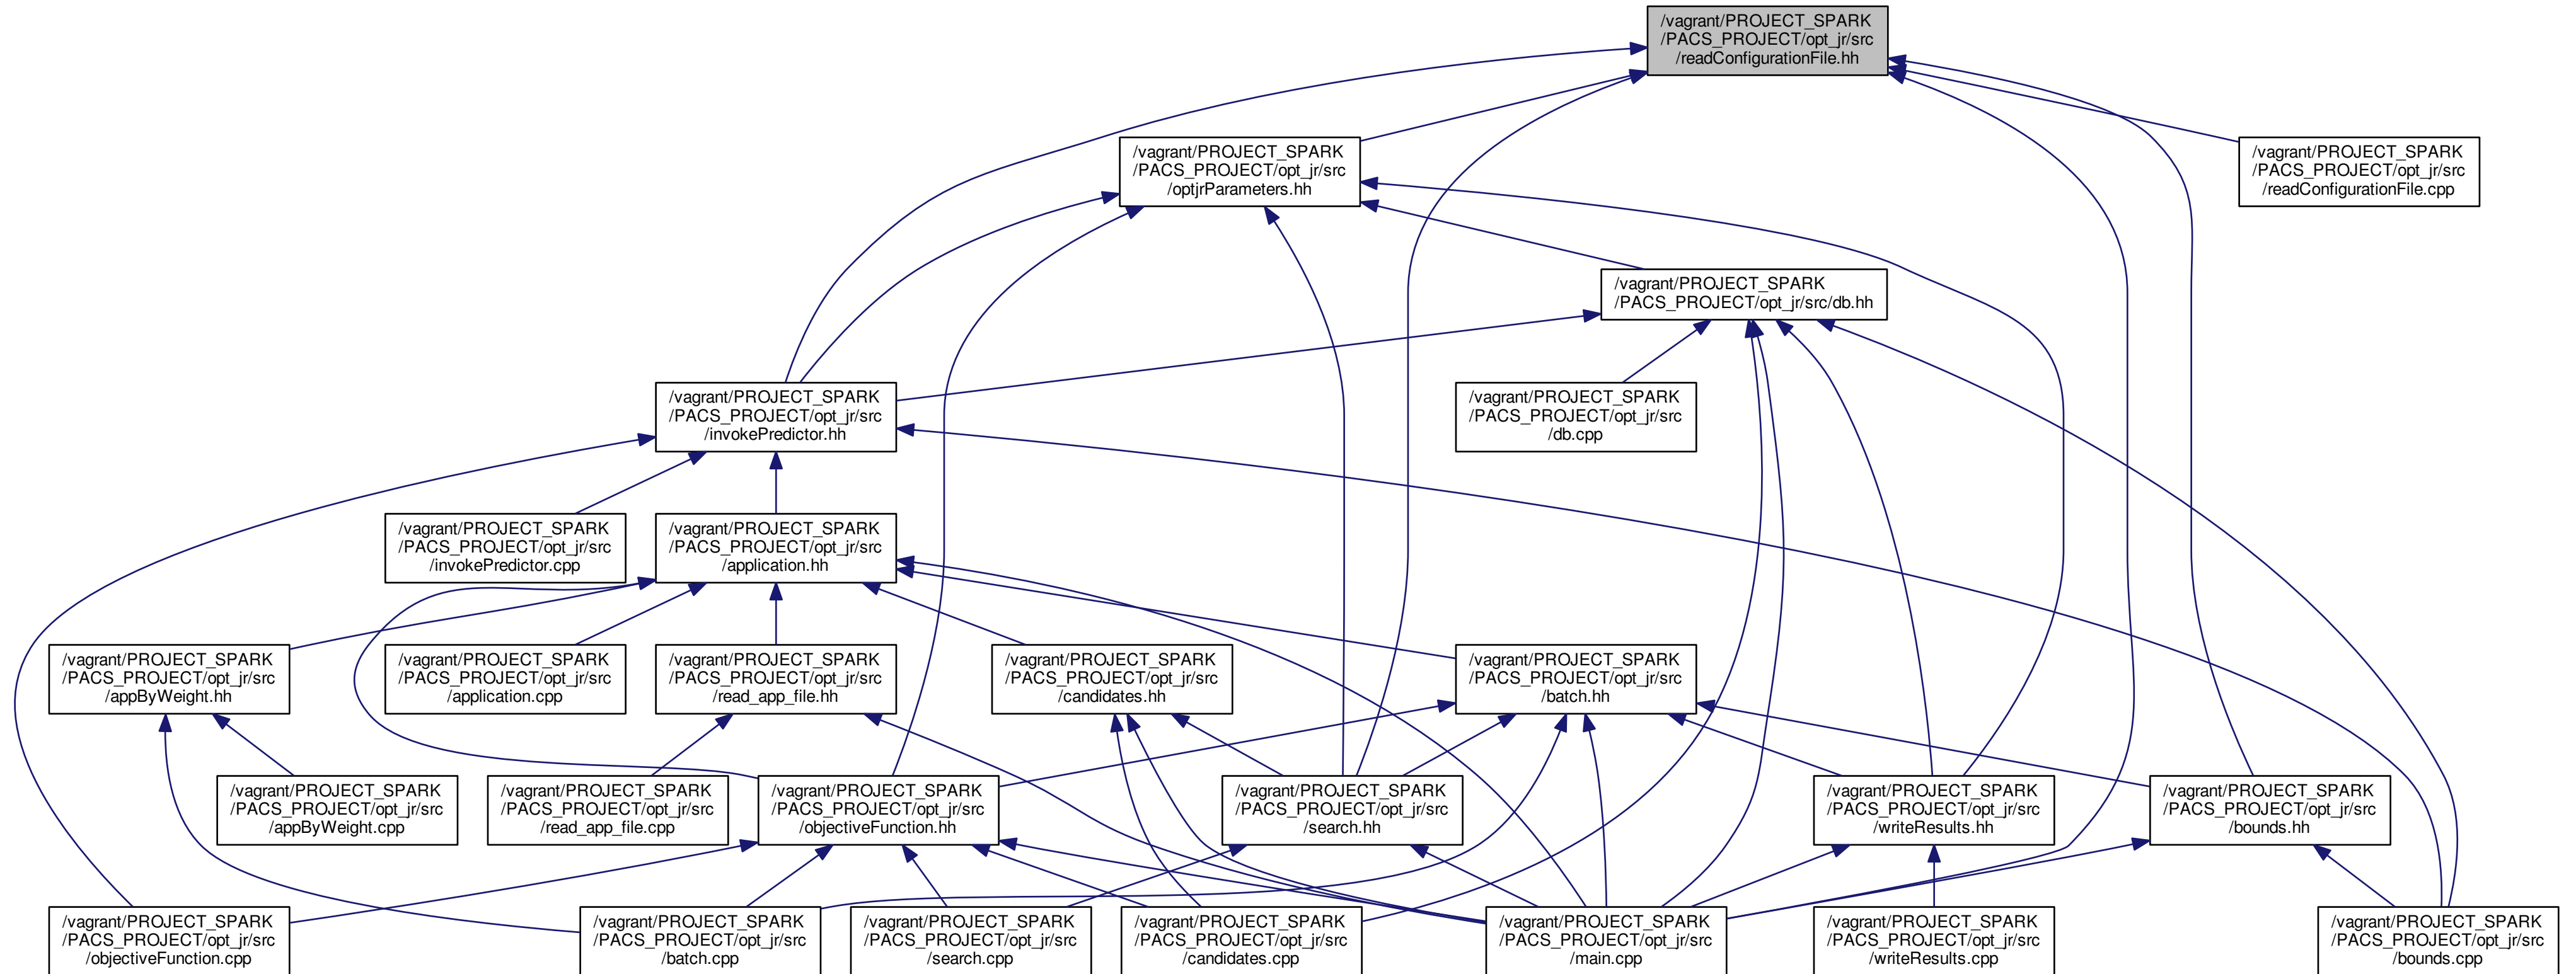 /vagrant/PROJECT_SPARK
/PACS_PROJECT/opt_jr/src
/readConfigurationFile.hh
/vagrant/PROJECT_SPARK
/PACS_PROJECT/opt_jr/src
/optjrParameters.hh
/vagrant/PROJECT_SPARK
/PACS_PROJECT/opt_jr/src
/readConfigurationFile.cpp
/vagrant/PROJECT_SPARK
/PACS_PROJECT/opt_jr/src/db.hh
/vagrant/PROJECT_SPARK
/PACS_PROJECT/opt_jr/src
/invokePredictor.hh
/vagrant/PROJECT_SPARK
/PACS_PROJECT/opt_jr/src
/db.cpp
/vagrant/PROJECT_SPARK
/PACS_PROJECT/opt_jr/src
/invokePredictor.cpp
/vagrant/PROJECT_SPARK
/PACS_PROJECT/opt_jr/src
/application.hh
/vagrant/PROJECT_SPARK
/PACS_PROJECT/opt_jr/src
/appByWeight.hh
/vagrant/PROJECT_SPARK
/PACS_PROJECT/opt_jr/src
/application.cpp
/vagrant/PROJECT_SPARK
/PACS_PROJECT/opt_jr/src
/read_app_file.hh
/vagrant/PROJECT_SPARK
/PACS_PROJECT/opt_jr/src
/candidates.hh
/vagrant/PROJECT_SPARK
/PACS_PROJECT/opt_jr/src
/batch.hh
/vagrant/PROJECT_SPARK
/PACS_PROJECT/opt_jr/src
/appByWeight.cpp
/vagrant/PROJECT_SPARK
/PACS_PROJECT/opt_jr/src
/read_app_file.cpp
/vagrant/PROJECT_SPARK
/PACS_PROJECT/opt_jr/src
/objectiveFunction.hh
/vagrant/PROJECT_SPARK
/PACS_PROJECT/opt_jr/src
/search.hh
/vagrant/PROJECT_SPARK
/PACS_PROJECT/opt_jr/src
/writeResults.hh
/vagrant/PROJECT_SPARK
/PACS_PROJECT/opt_jr/src
/bounds.hh
/vagrant/PROJECT_SPARK
/PACS_PROJECT/opt_jr/src
/objectiveFunction.cpp
/vagrant/PROJECT_SPARK
/PACS_PROJECT/opt_jr/src
/batch.cpp
/vagrant/PROJECT_SPARK
/PACS_PROJECT/opt_jr/src
/search.cpp
/vagrant/PROJECT_SPARK
/PACS_PROJECT/opt_jr/src
/candidates.cpp
/vagrant/PROJECT_SPARK
/PACS_PROJECT/opt_jr/src
/main.cpp
/vagrant/PROJECT_SPARK
/PACS_PROJECT/opt_jr/src
/writeResults.cpp
/vagrant/PROJECT_SPARK
/PACS_PROJECT/opt_jr/src
/bounds.cpp